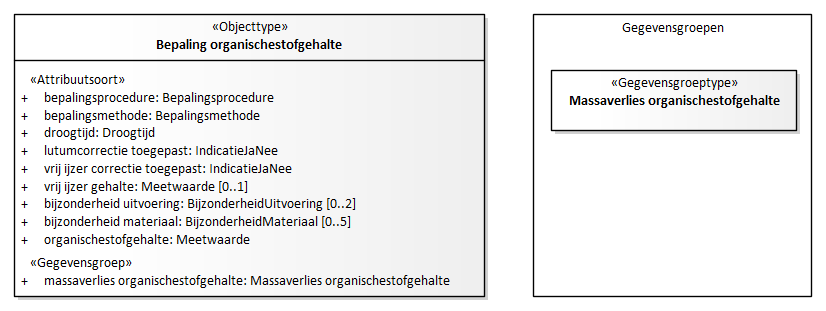 «Objecttype»
Bepaling organischestofgehalte
«Attribuutsoort»
+ bepalingsprocedure: Bepalingsprocedure
+ bepalingsmethode: Bepalingsmethode
+ droogtijd: Droogtijd
+ lutumcorrectie toegepast: IndicatieJaNee
+ vrij ijzer correctie toegepast: IndicatieJaNee
+ vrij ijzer gehalte: Meetwaarde [0..1]
+ bijzonderheid uitvoering: BijzonderheidUitvoering [0..2]
+ bijzonderheid materiaal: BijzonderheidMateriaal [0..5]
+ organischestofgehalte: Meetwaarde
«Gegevensgroep»
+ massaverlies organischestofgehalte: Massaverlies organischestofgehalte
Gegevensgroepen
«Gegevensgroeptype»
Massaverlies organischestofgehalte